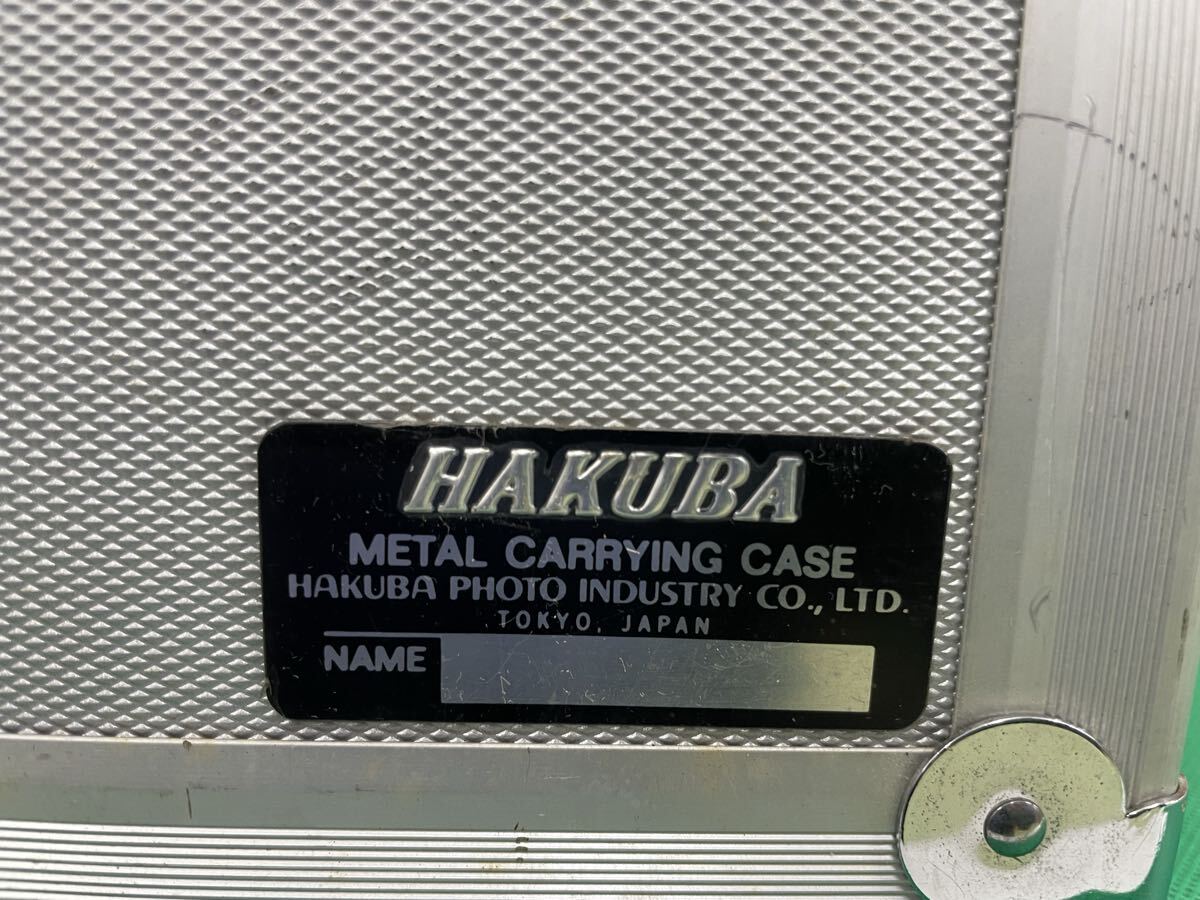 HAKUBA
METAL CARRYING CASE
HAKUBA PHOTO INDUSTRY CO., LTD.
TOKYO, JAPAN
NAME